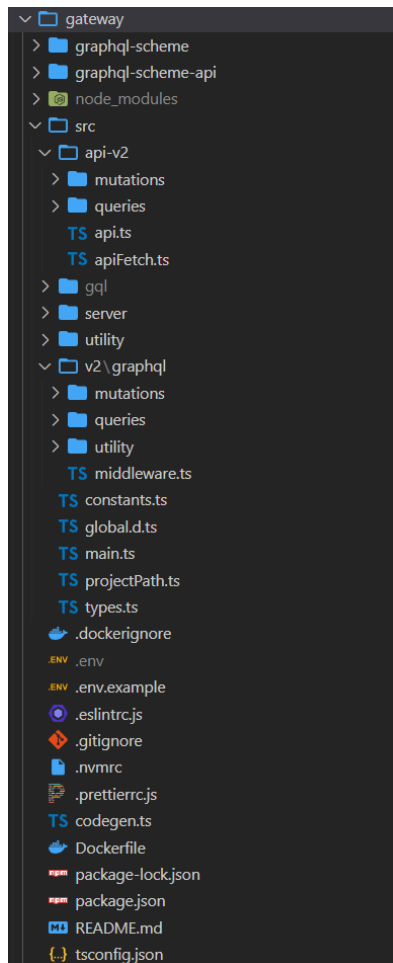 gateway
graphql-scheme
graphql-scheme-api
node_modules
src
api-v2
mutations
queries
TS api.ts
TS apiFetch.ts
gql
server
utility
v2\graphql
mutations
queries
utility
TS middleware.ts
TS constants.ts
TS global.d.ts
TS main.ts
TS projectPath.ts
TS types.ts
.dockerignore
.ENV .env
.ENV .env.example
.eslintrc.js
.gitignore
.nvmrc
.prettierrc.js
TS codegen.ts
Dockerfile
npm package-lock.json
npm package.json
M README.md
{..} tsconfig.json